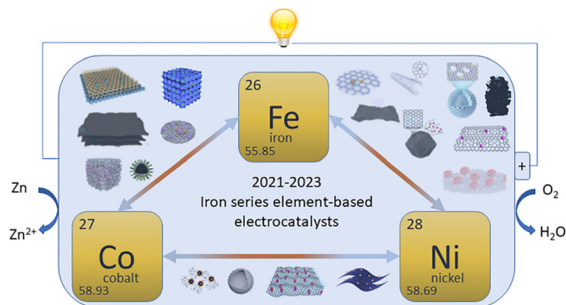 26
Fe
iron
55.85
+
2021-2023
Iron series element-based
electrocatalysts
Zn
Zn²⁺
O₂
H₂O
27
Co
cobalt
58.93
28
Ni
nickel
58.69